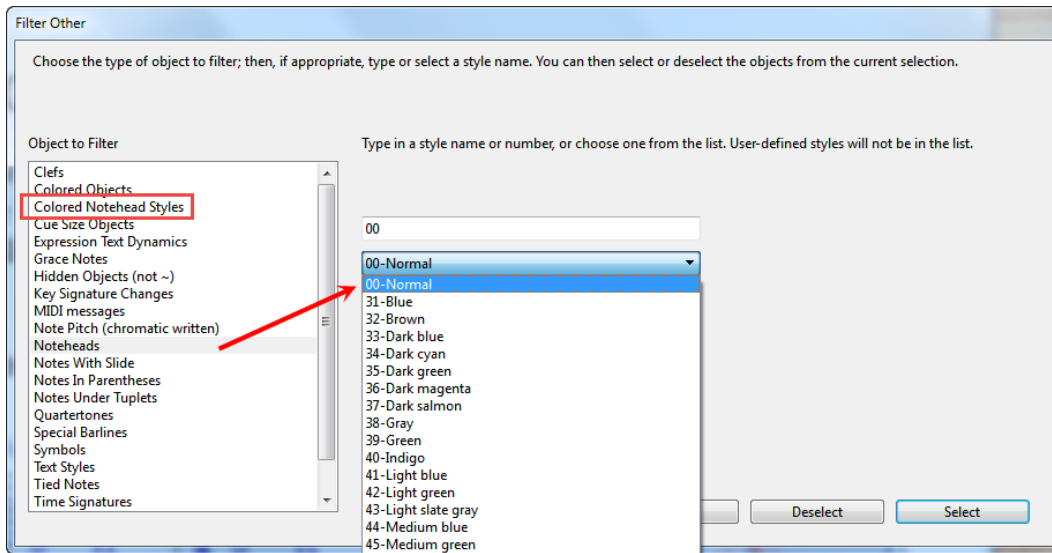 Filter Other
Choose the type of object to filter; then, if appropriate, type or select a style name. You can then select or deselect the objects from the current selection.
Object to Filter
Type in a style name or number, or choose one from the list. User-defined styles will not be in the list.
Clefs
Colored Objects
Colored Notehead Styles
Cue Size Objects
Expression Text Dynamics
Grace Notes
Hidden Objects (not ~)
Key Signature Changes
MIDI messages
Note Pitch (chromatic written)
Noteheads
Notes With Slide
Notes In Parentheses
Notes Under Tuplets
Quartertones
Special Barlines
Symbols
Text Styles
Tied Notes
Time Signatures
00
00-Normal
00-Normal
31-Blue
32-Brown
33-Dark blue
34-Dark cyan
35-Dark green
36-Dark magenta
37-Dark salmon
38-Gray
39-Green
40-Indigo
41-Light blue
42-Light green
43-Light slate gray
44-Medium blue
45-Medium green
Deselect
Select